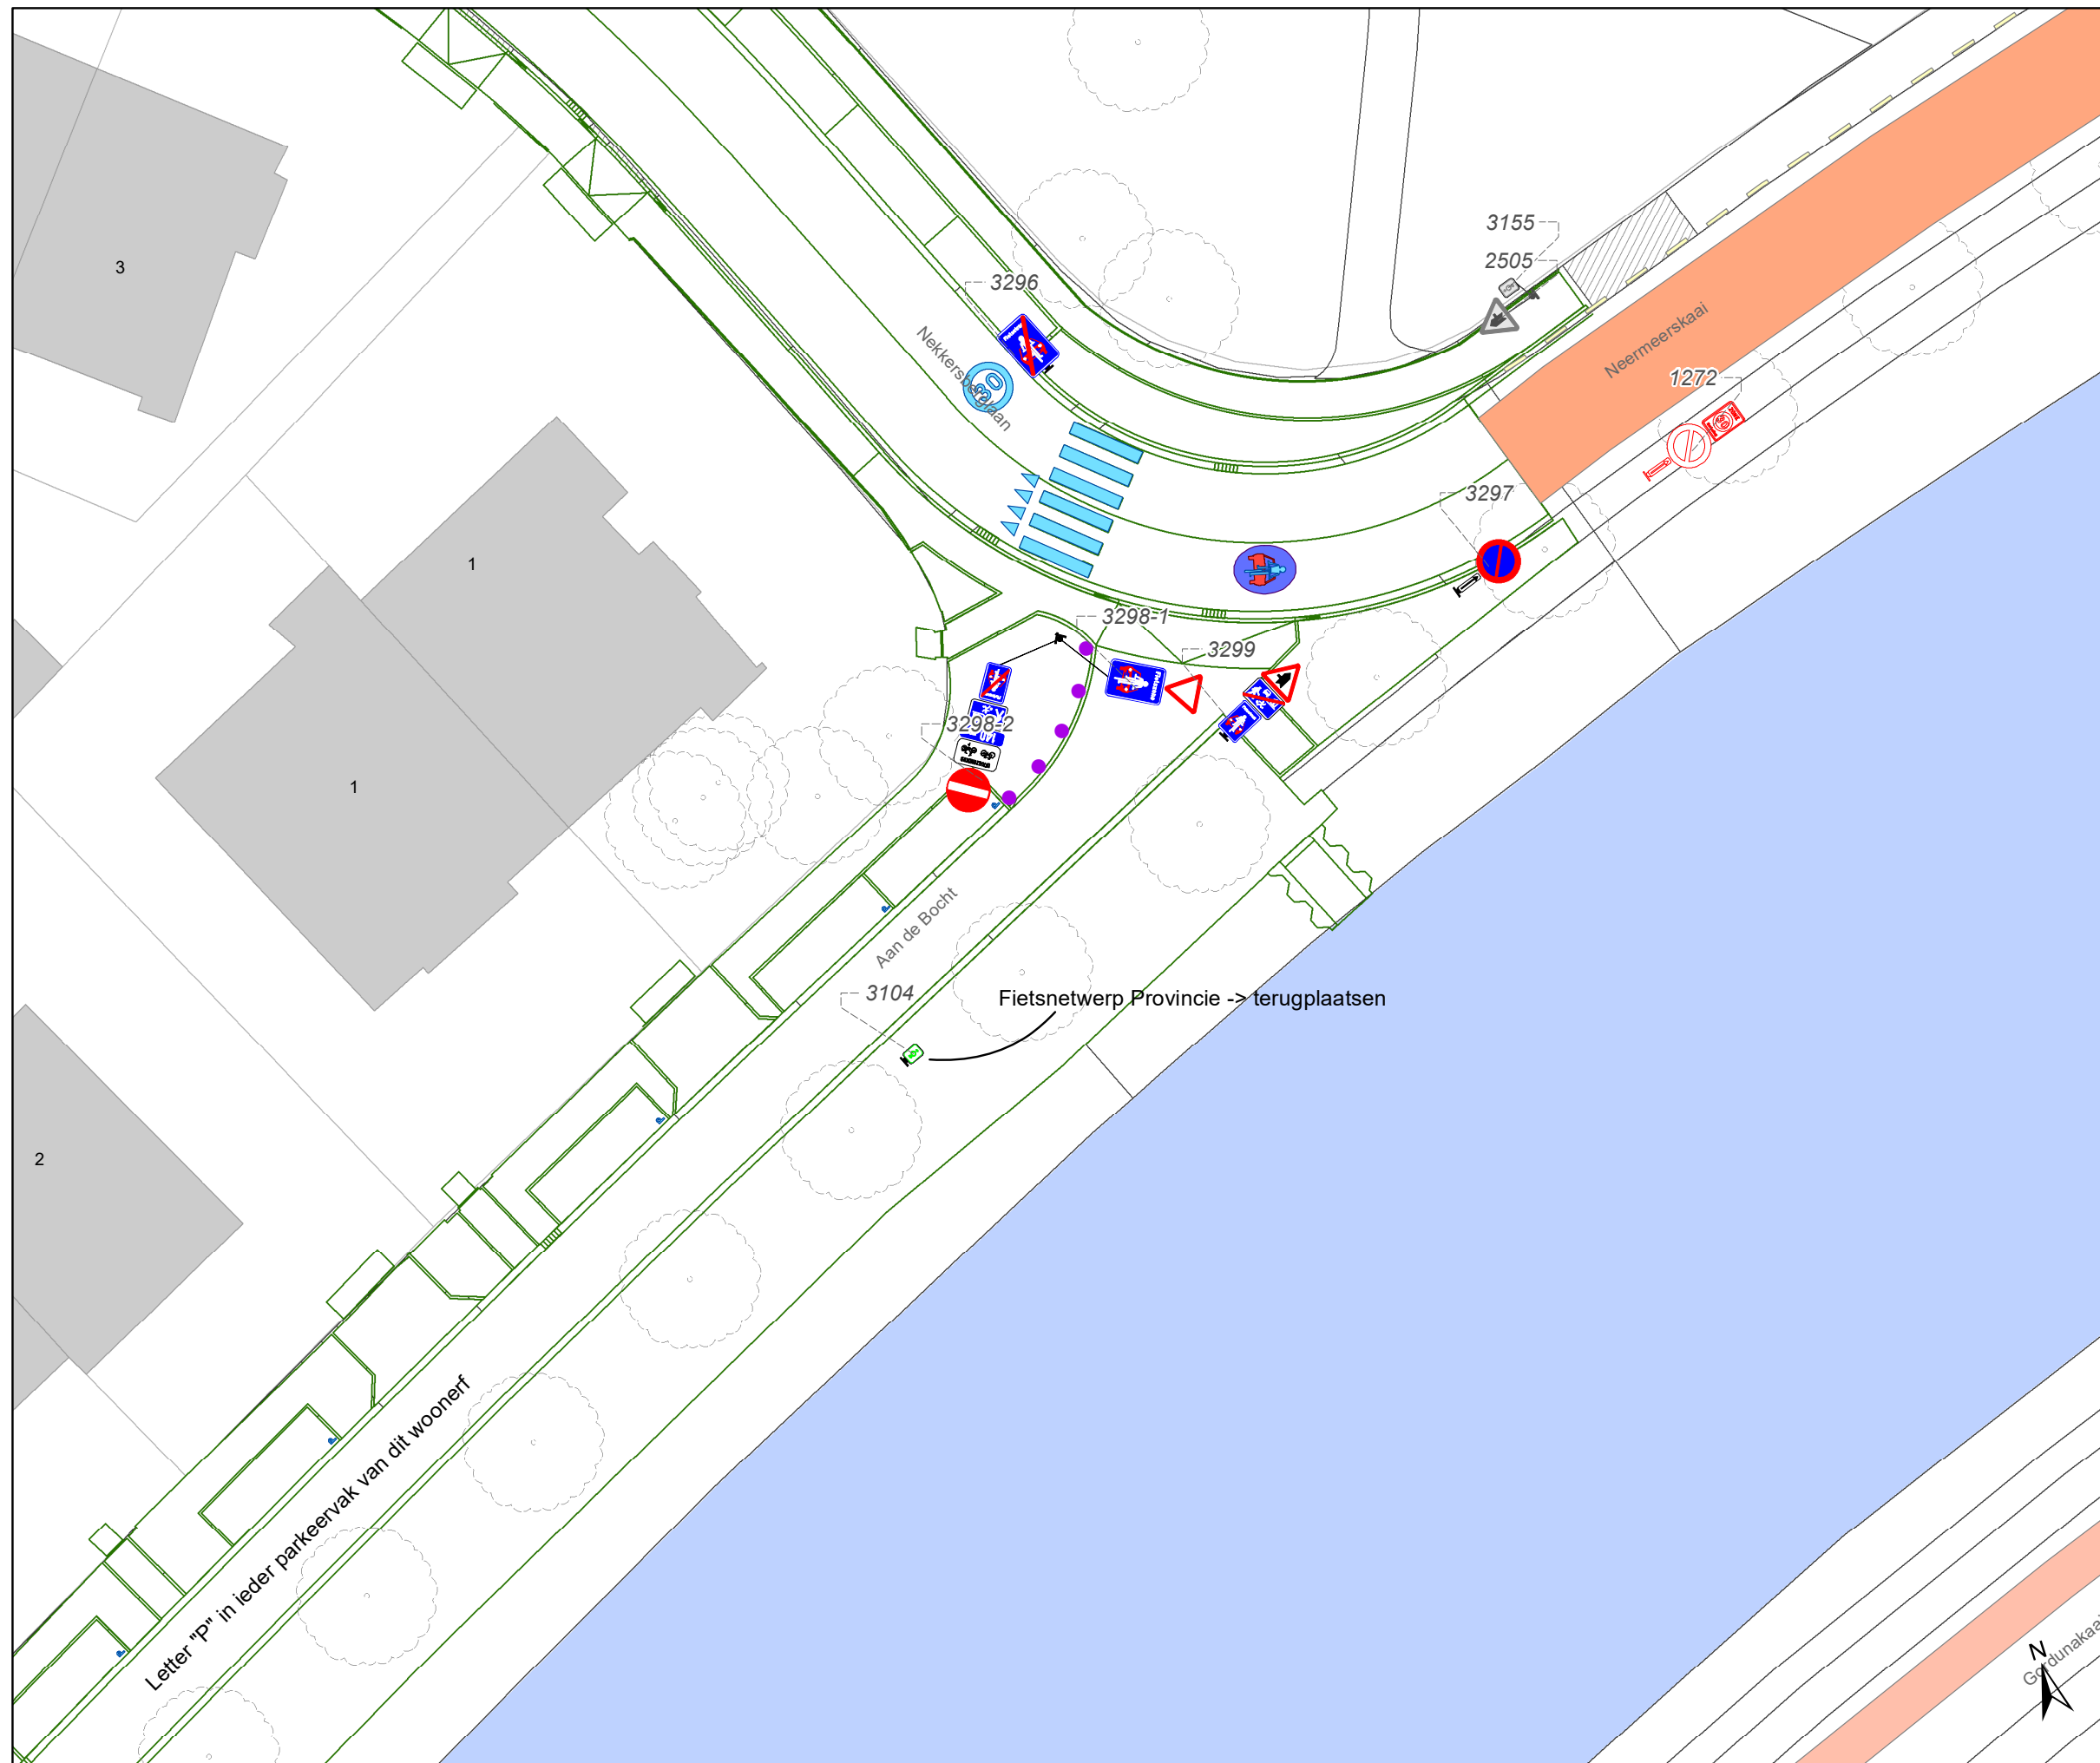 3
3155
2505
3296
Neermeerskaai
Nekkersberglaan
30
1272
3297
1
3298-1
3299
3298-2
1
Aan de Bocht
3104
Fietsnetwerp Provincie -> terugplaatsen
2
Letter "P" in ieder parkeervak van dit woonerf
N